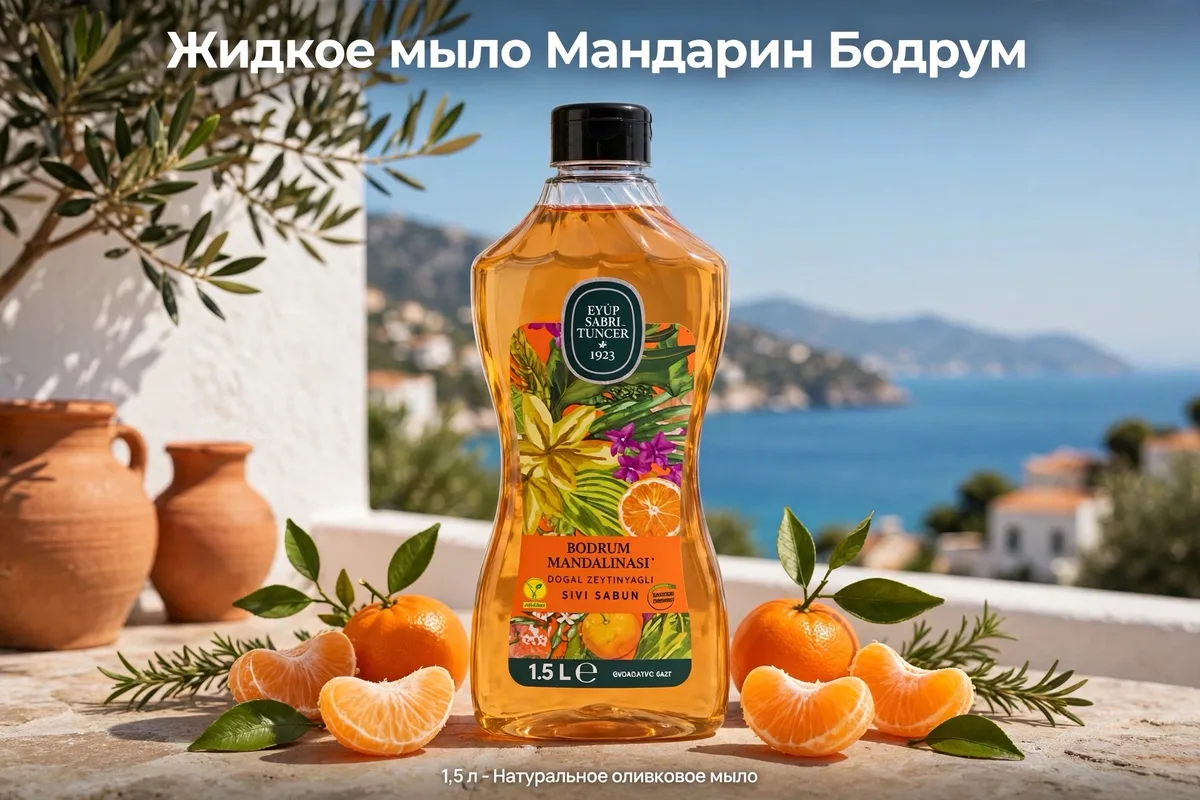 Жидкое мыло Мандарин Бодрум
EYÜP
SABRİ
TUNCER
1923
BODRUM
MANDALINASI
DOGAL ZEYTINYAGLI
SIVI SABUN
1.5 L e
1,5 л - Натуральное оливковое мыло